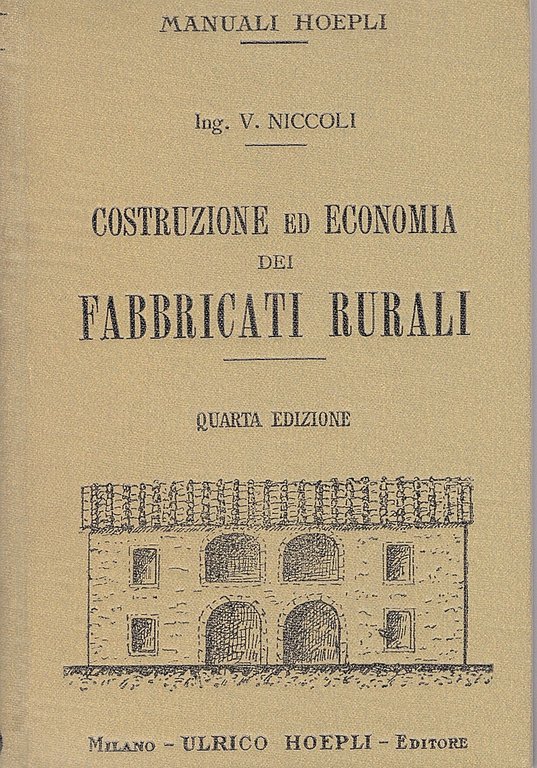 MANUALI HOEPLI
Ing. V. NICCOLI
COSTRUZIONE ED ECONOMIA
DEI
FABBRICATI RURALI
QUARTA EDIZIONE
MILANO - ULRICO HOEPLI - EDITORE